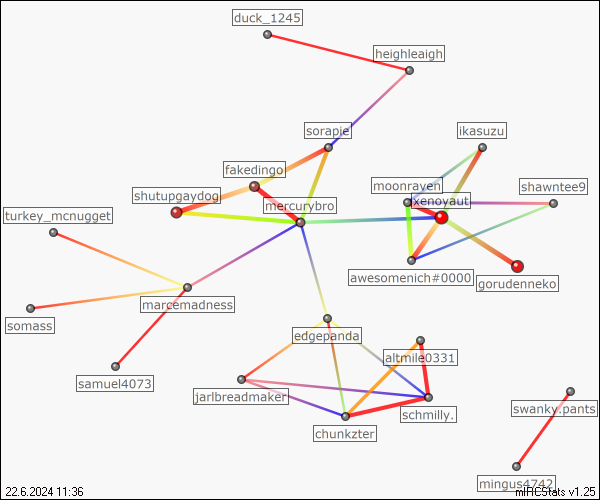 duck_1245
heighleaigh
sorapie
ikasuzu
fakedingo
moonraven
shawntee9
shutupgaydog
xenoyaut
mercurybro
turkey_mcnugget
awesomenich#0000
gorudenneko
marcemadness
somass
edgepanda
altmile0331
samuel4073
jarlbreadmaker
schmilly.
swanky.pants
chunkzter
mingus4742
22.6.2024 11:36
mIRCStats v1.25